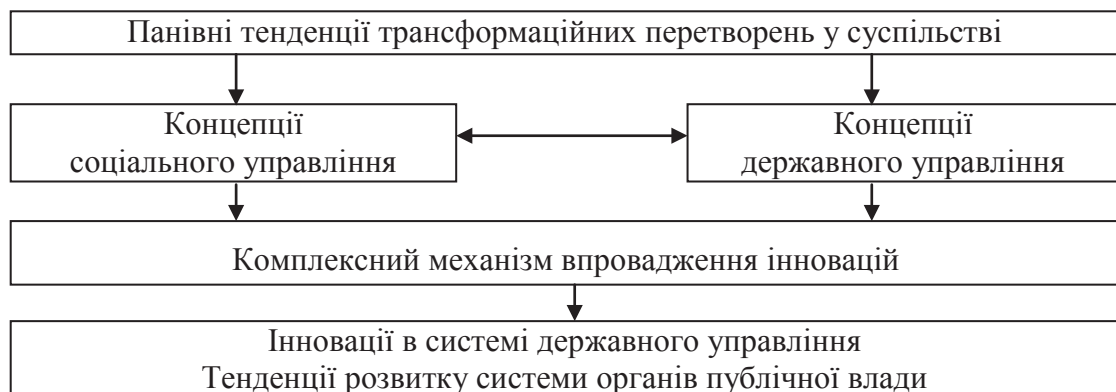 Панівні тенденції трансформаційних перетворень у суспільстві
Концепції
соціального управління
Концепції
державного управління
Комплексний механізм впровадження інновацій
Інновації в системі державного управління
Тенденції розвитку системи органів публічної влади